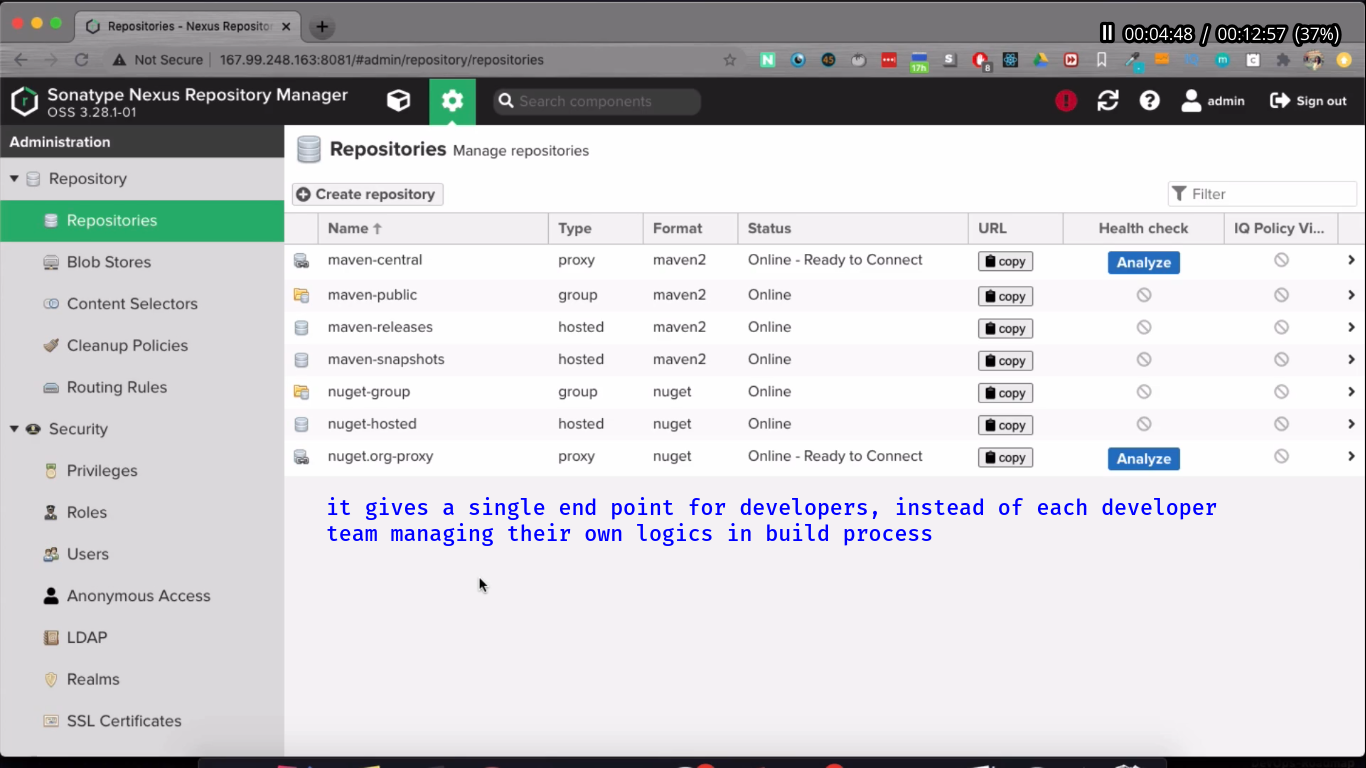 Repositories - Nexus Repositor
00:04:48 / 00:12:57 (37%)
Not Secure 167.99.248.163:8081/#admin/repository/repositories
45 17h S 8 m C
Sonatype Nexus Repository Manager
OSS 3.28.1-01
Search components
admin
Sign out
Administration
Repository
Repositories
Blob Stores
Content Selectors
Cleanup Policies
Routing Rules
Security
Privileges
Roles
Users
Anonymous Access
LDAP
Realms
SSL Certificates
Repositories Manage repositories
Create repository
Filter
Name Type Format Status URL Health check IQ Policy Vi...
maven-central proxy maven2 Online - Ready to Connect copy Analyze
maven-public group maven2 Online copy
maven-releases hosted maven2 Online copy
maven-snapshots hosted maven2 Online copy
nuget-group group nuget Online copy
nuget-hosted hosted nuget Online copy
nuget.org-proxy proxy nuget Online - Ready to Connect copy Analyze
it gives a single end point for developers, instead of each developer
team managing their own logics in build process